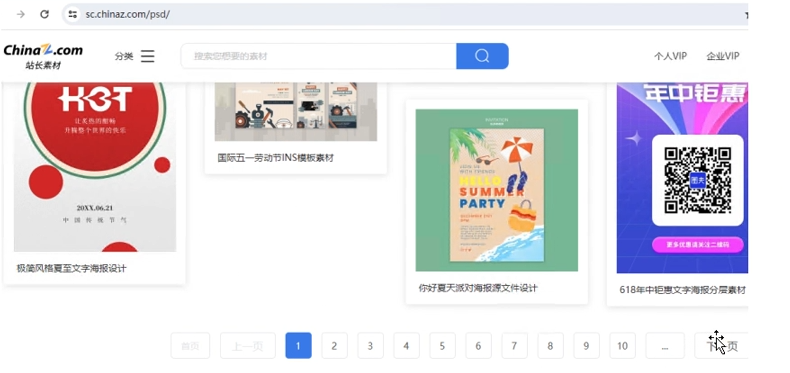 sc.chinaz.com/psd/
ChinaZ.com
站长素材
分类
搜索您想要的素材
个人VIP
企业VIP
H3T
让炙热的酣畅
升腾整个世界的快乐
20XX.06.21
中国传统节气
极简风格夏至文字海报设计
国际五一劳动节INS模板素材
HELLO
SUMMER
PARTY
你好夏天派对海报源文件设计
年中钜惠
更多优惠请关注二维码
618年中钜惠文字海报分层素材
首页
上一页
1
2
3
4
5
6
7
8
9
10
...